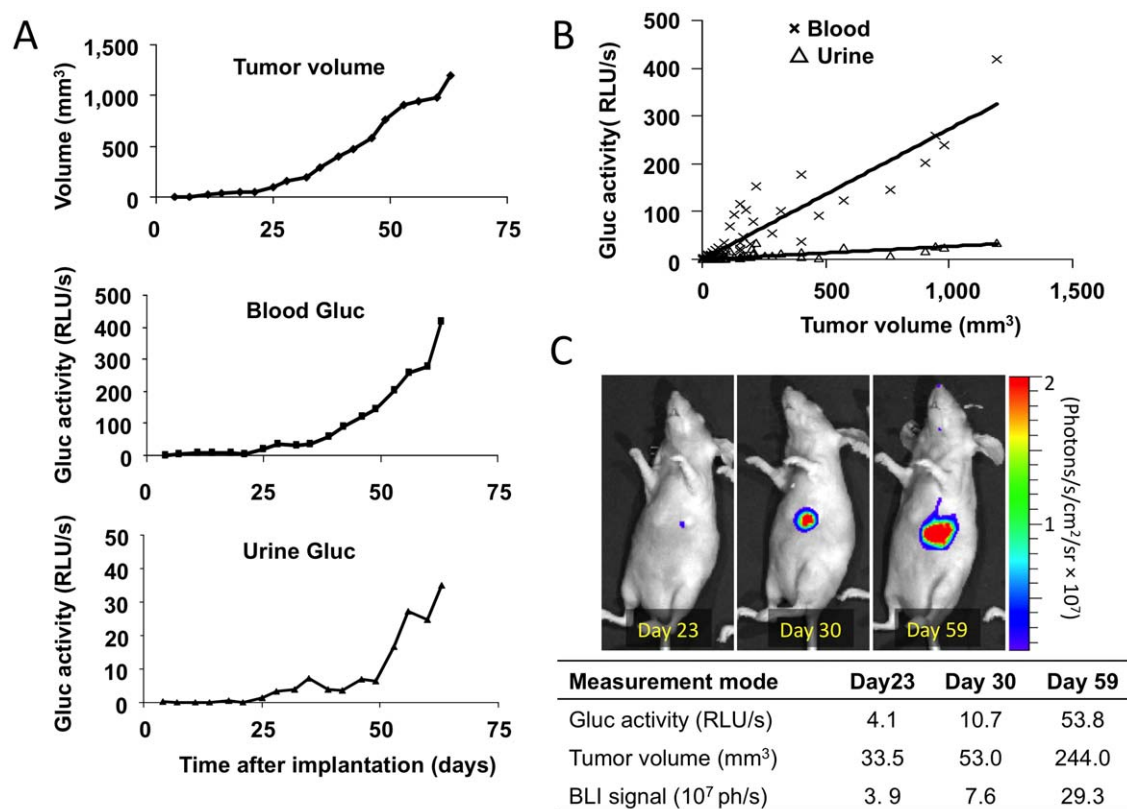 A
Tumor volume
Volume (mm³)
1,500
1,000
500
0
0 25 50 75
Blood Gluc
Gluc activity (RLU/s)
500
400
300
200
100
0
0 25 50 75
Urine Gluc
Gluc activity (RLU/s)
50
40
30
20
10
0
0 25 50 75
Time after implantation (days)
B
× Blood
△ Urine
Gluc activity( RLU/s)
500
400
300
200
100
0
0 500 1,000 1,500
Tumor volume (mm³)
C
Day 23 Day 30 Day 59
2
1
(Photons/s/cm²/sr × 10⁷)
Measurement mode Day23 Day 30 Day 59
Gluc activity (RLU/s) 4.1 10.7 53.8
Tumor volume (mm³) 33.5 53.0 244.0
BLI signal (10⁷ ph/s) 3. 9 7.6 29.3